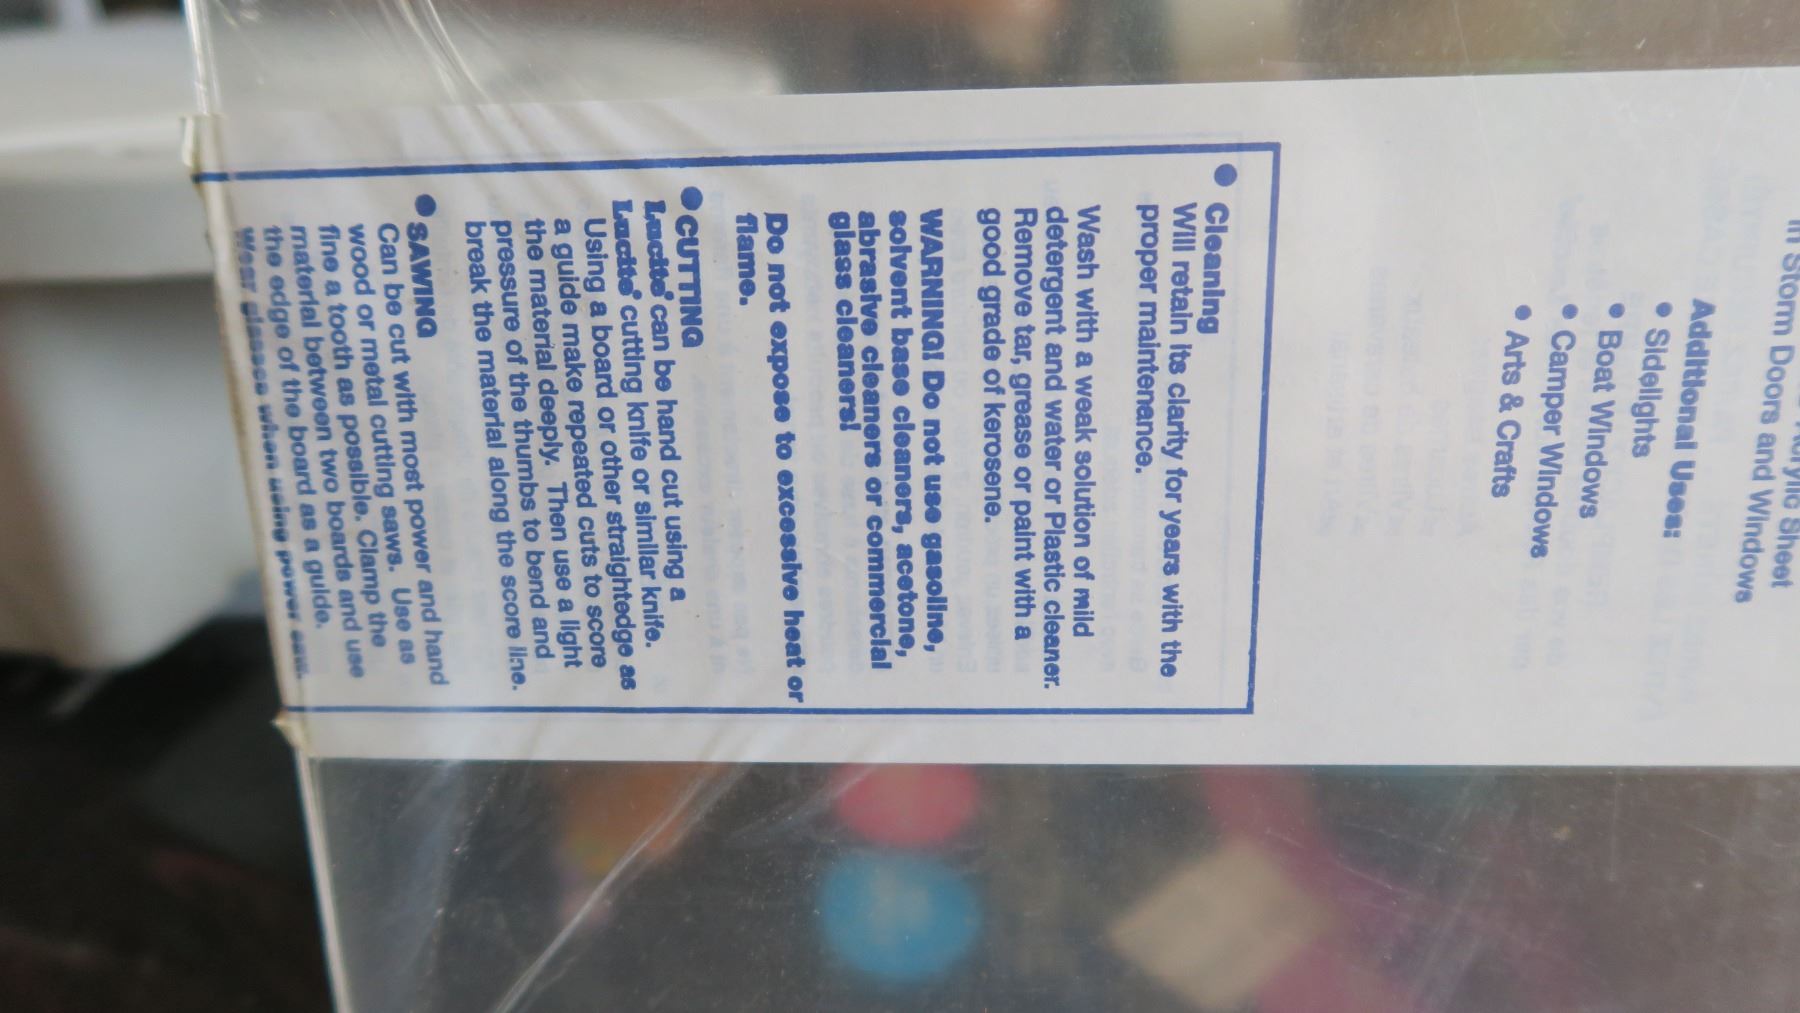 Acrylic Sheet
in Storm Doors and Windows
Additional Uses:
• Sidelights
• Boat Windows
• Camper Windows
• Arts & Crafts
• Cleaning
Will retain its clarity for years with the
proper maintenance.
Wash with a weak solution of mild
detergent and water or Plastic cleaner.
Remove tar, grease or paint with a
good grade of kerosene.
WARNING! Do not use gasoline,
solvent base cleaners, acetone,
abrasive cleaners or commercial
glass cleaners!
Do not expose to excessive heat or
flame.
• CUTTING
Lucite® can be hand cut using a
Lucite® cutting knife or similar knife.
Using a board or other straightedge as
a guide make repeated cuts to score
the material deeply. Then use a light
pressure of the thumbs to bend and
break the material along the score line.
• SAWING
Can be cut with most power and hand
wood or metal cutting saws. Use as
fine a tooth as possible. Clamp the
material between two boards and use
the edge of the board as a guide.
Wear glasses when using power saw.